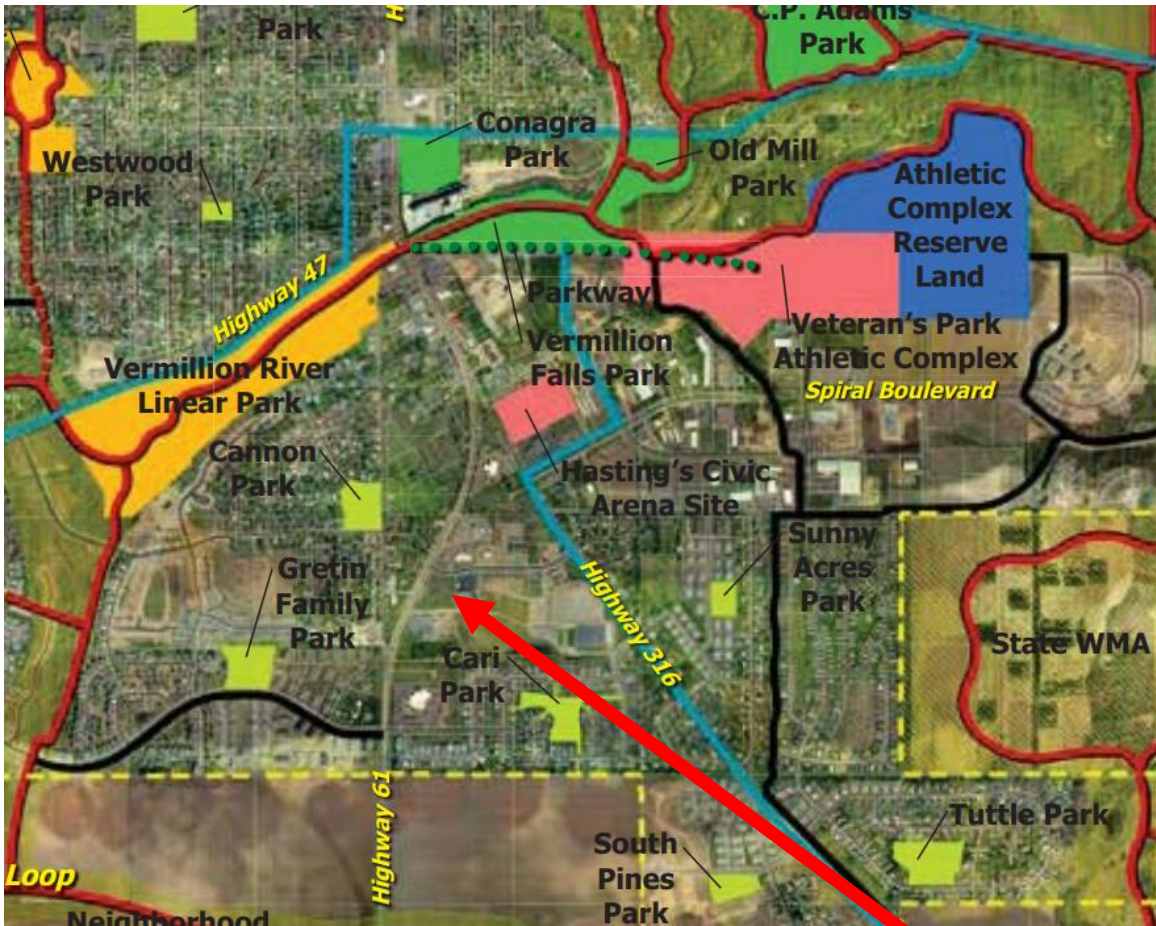 Park
C.P. Adams
Park
Conagra
Park
Old Mill
Park
Westwood
Park
Athletic
Complex
Reserve
Land
Highway 47
Parkway
Vermillion
Falls Park
Veteran's Park
Athletic Complex
Spiral Boulevard
Vermillion River
Linear Park
Cannon
Park
Hasting's Civic
Arena Site
Sunny
Acres
Park
Gretin
Family
Park
Highway 316
State WMA
Cari
Park
Highway 61
Tuttle Park
South
Pines
Park
Loop
Neighborhood